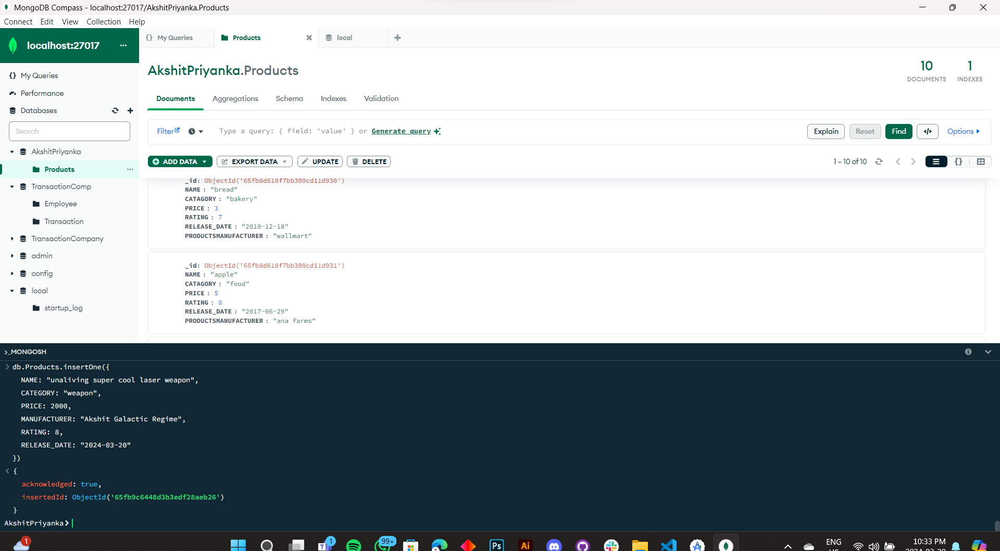 MongoDB Compass - localhost:27017/AkshitPriyanka.Products
Connect Edit View Collection Help
localhost:27017
My Queries
Performance
Databases
Search
AkshitPriyanka
Products
TransactionComp
Employee
Transaction
TransactionCompany
admin
config
local
startup_log
My Queries
Products
local
AkshitPriyanka.Products
10
DOCUMENTS
1
INDEXES
Documents Aggregations Schema Indexes Validation
Filter Type a query: { field: 'value' } or Generate query Explain Reset Find </> Options
ADD DATA EXPORT DATA UPDATE DELETE 1 – 10 of 10 {}
_id: ObjectId('65fb8d618f7bb309cd11d930')
NAME : "bread"
CATAGORY : "bakery"
PRICE : 3
RATING : 7
RELEASE_DATE : "2010-12-18"
PRODUCTSMANUFACTURER : "wallmart"
_id: ObjectId('65fb8d618f7bb309cd11d931')
NAME : "apple"
CATAGORY : "food"
PRICE : 5
RATING : 8
RELEASE_DATE : "2017-06-29"
PRODUCTSMANUFACTURER : "ana farms"
>_MONGOSH
db.Products.insertOne({
NAME: "unaliving super cool laser weapon",
CATEGORY: "weapon",
PRICE: 2000,
MANUFACTURER: "Akshit Galactic Regime",
RATING: 8,
RELEASE_DATE: "2024-03-20"
})
{
acknowledged: true,
insertedId: ObjectId('65fb9c6448d3b3edf28aeb26')
}
AkshitPriyanka>
1
1
99+
Ps
Ai
ENG
10:33 PM